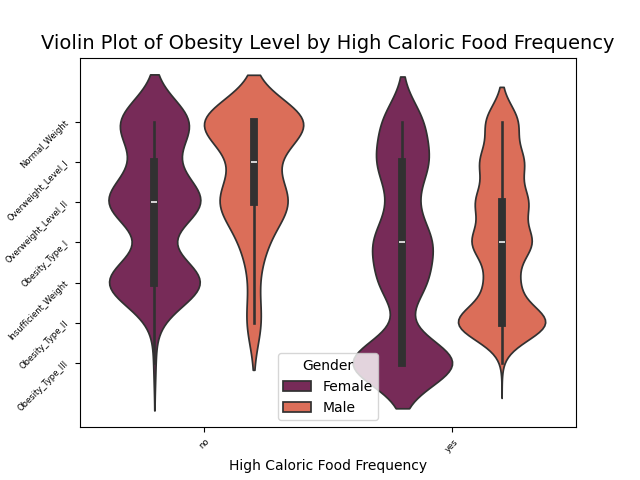 Violin Plot of Obesity Level by High Caloric Food Frequency
Normal_Weight
Overweight_Level_I
Overweight_Level_II
Obesity_Type_I
Insufficient_Weight
Obesity_Type_II
Obesity_Type_III
Gender
Female
Male
no
yes
High Caloric Food Frequency